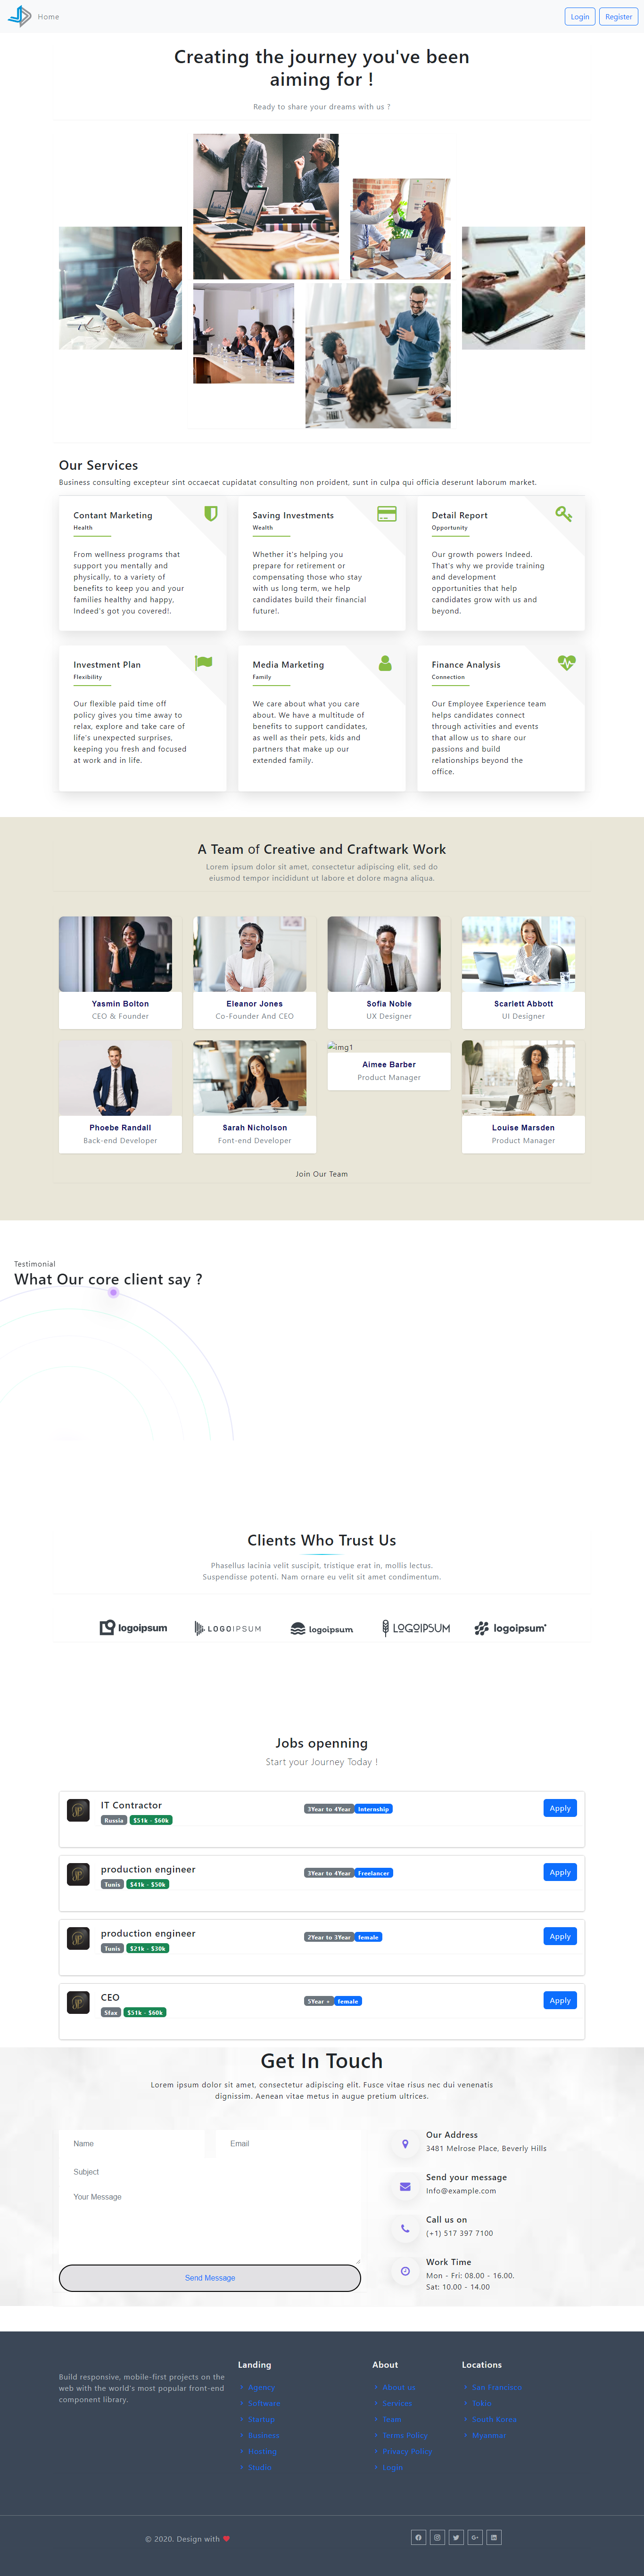 Home
Login
Register
Creating the journey you've been
aiming for !
Ready to share your dreams with us ?
Our Services
Business consulting excepteur sint occaecat cupidatat consulting non proident, sunt in culpa qui officia deserunt laborum market.
Contant Marketing
Health
From wellness programs that
support you mentally and
physically, to a variety of
benefits to keep you and your
families healthy and happy,
Indeed's got you covered!.
Saving Investments
Wealth
Whether it's helping you
prepare for retirement or
compensating those who stay
with us long term, we help
candidates build their financial
future!.
Detail Report
Opportunity
Our growth powers Indeed.
That's why we provide training
and development
opportunities that help
candidates grow with us and
beyond.
Investment Plan
Flexibility
Our flexible paid time off
policy gives you time away to
relax, explore and take care of
life's unexpected surprises,
keeping you fresh and focused
at work and in life.
Media Marketing
Family
We care about what you care
about. We have a multitude of
benefits to support candidates,
as well as their pets, kids and
partners that make up our
extended family.
Finance Analysis
Connection
Our Employee Experience team
helps candidates connect
through activities and events
that allow us to share our
passions and build
relationships beyond the
office.
A Team of Creative and Craftwark Work
Lorem ipsum dolor sit amet, consectetur adipiscing elit, sed do
eiusmod tempor incididunt ut labore et dolore magna aliqua.
Yasmin Bolton
CEO & Founder
Eleanor Jones
Co-Founder And CEO
Sofia Noble
UX Designer
Scarlett Abbott
UI Designer
Phoebe Randall
Back-end Developer
Sarah Nicholson
Font-end Developer
img1
Aimee Barber
Product Manager
Louise Marsden
Product Manager
Join Our Team
Testimonial
What Our core client say ?
Clients Who Trust Us
Phasellus lacinia velit suscipit, tristique erat in, mollis lectus.
Suspendisse potenti. Nam ornare eu velit sit amet condimentum.
logoipsum
LOGOIPSUM
logoipsum
LOGOIPSUM
logoipsum
Jobs openning
Start your Journey Today !
IT Contractor
Russia $51k - $60k
3Year to 4Year Internship
Apply
production engineer
Tunis $41k - $50k
3Year to 4Year Freelancer
Apply
production engineer
Tunis $21k - $30k
2Year to 3Year female
Apply
CEO
Sfax $51k - $60k
5Year + female
Apply
Get In Touch
Lorem ipsum dolor sit amet, consectetur adipiscing elit. Fusce vitae risus nec dui venenatis
dignissim. Aenean vitae metus in augue pretium ultrices.
Name
Email
Subject
Your Message
Send Message
Our Address
3481 Melrose Place, Beverly Hills
Send your message
Info@example.com
Call us on
(+1) 517 397 7100
Work Time
Mon - Fri: 08.00 - 16.00.
Sat: 10.00 - 14.00
Build responsive, mobile-first projects on the
web with the world's most popular front-end
component library.
Landing
Agency
Software
Startup
Business
Hosting
Studio
About
About us
Services
Team
Terms Policy
Privacy Policy
Login
Locations
San Francisco
Tokio
South Korea
Myanmar
© 2020. Design with